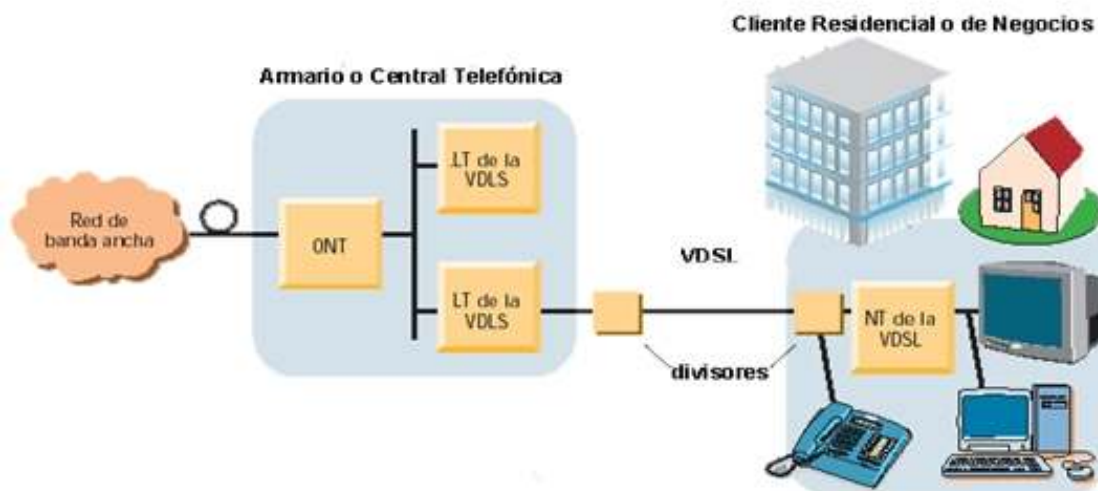 Cliente Residencial o de Negocios
Armario o Central Telefónica
LT de la
VDLS
Red de
banda ancha
ONT
LT de la
VDLS
VDSL
NT de la
VDSL
divisores